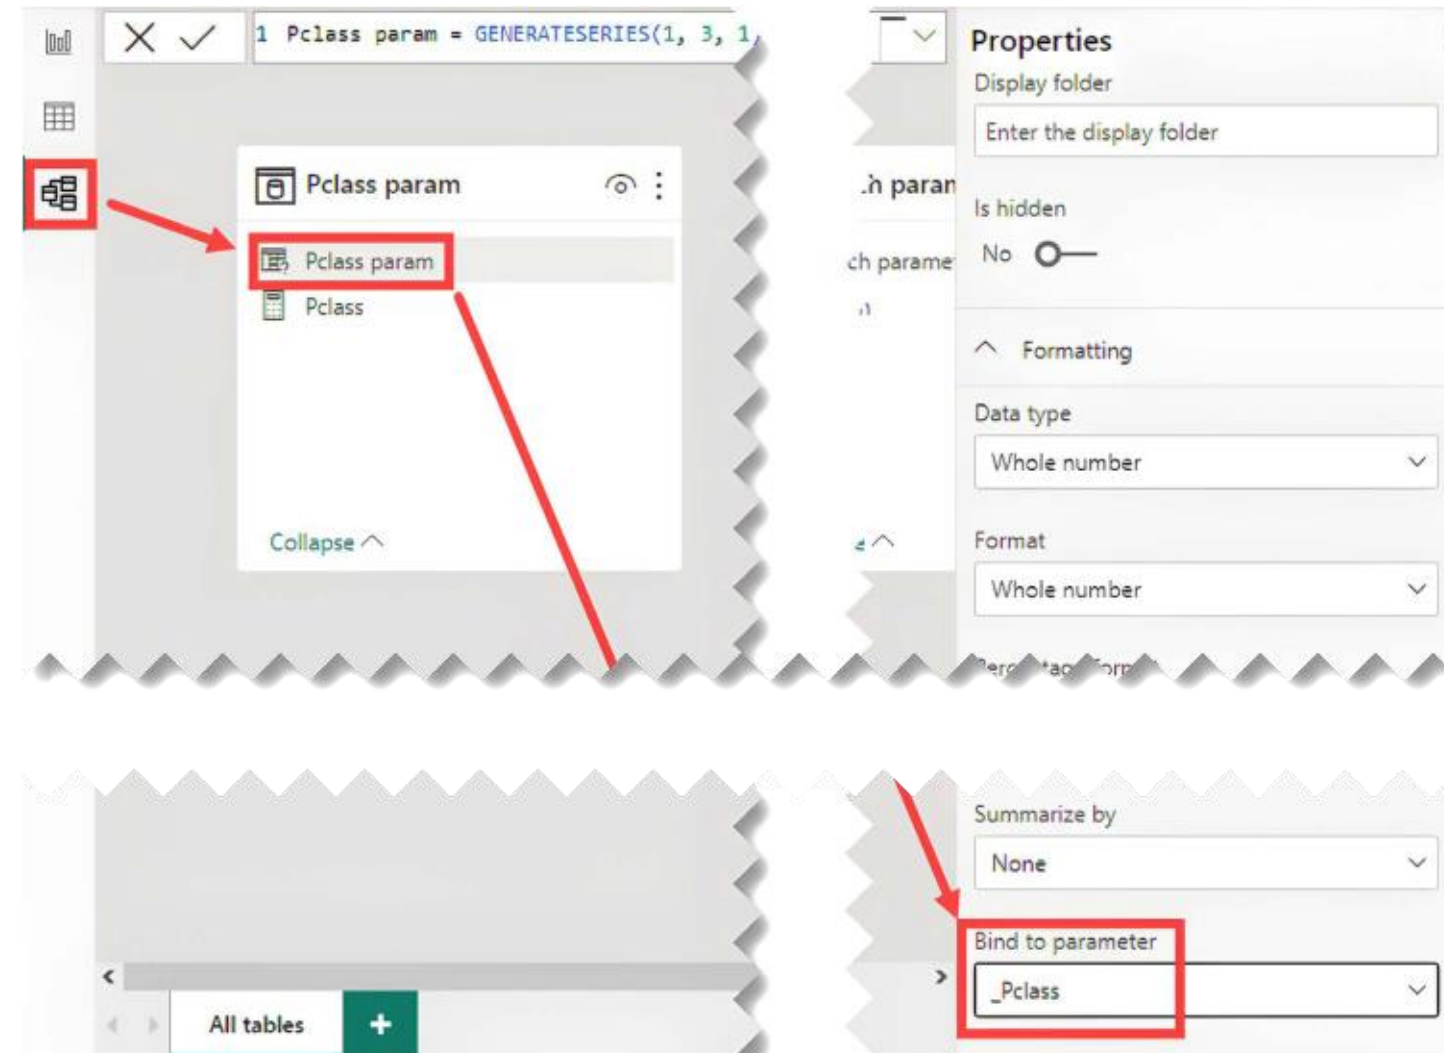 1 Pclass param = GENERATESERIES(1, 3, 1,
Pclass param
Pclass param
Pclass
Collapse
Properties
Display folder
Enter the display folder
Is hidden
No
Formatting
Data type
Whole number
Format
Whole number
Summarize by
None
Bind to parameter
_Pclass
All tables